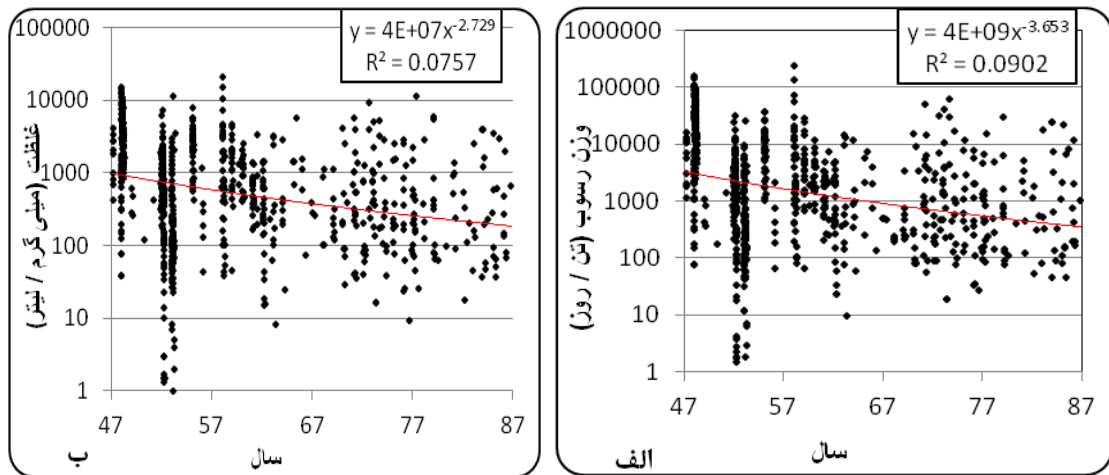 y = 4E+07x^-2.729
R² = 0.0757
100000
10000
1000
100
10
1
غلظت (میلی گرم / لیتر)
47 57 67 77 87
سال
ب
y = 4E+09x^-3.653
R² = 0.0902
1000000
100000
10000
1000
100
10
1
وزن رسوب (تن / روز)
47 57 67 77 87
سال
الف